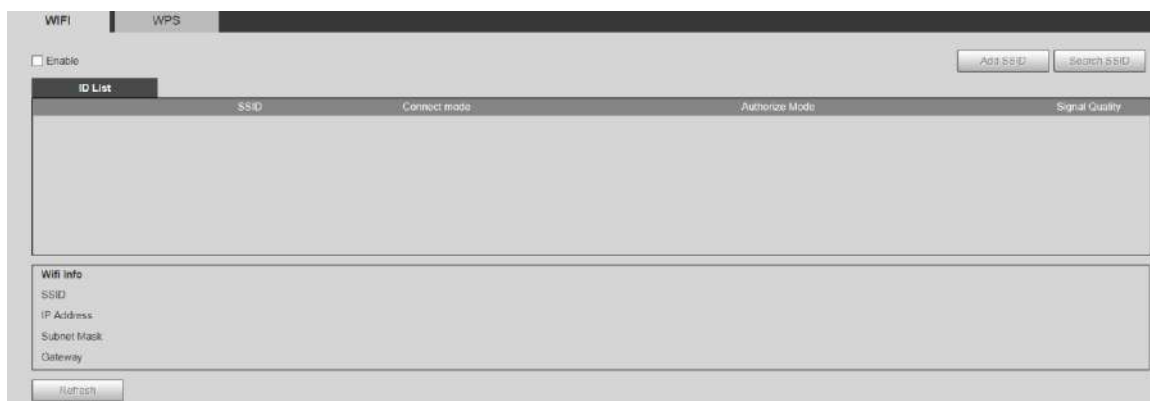 WIFI WPS
Enable Add SSID Search SSID
ID List
SSID Connect mode Authorize Mode Signal Quality
Wifi Info
SSID
IP Address
Subnet Mask
Gateway
Refresh